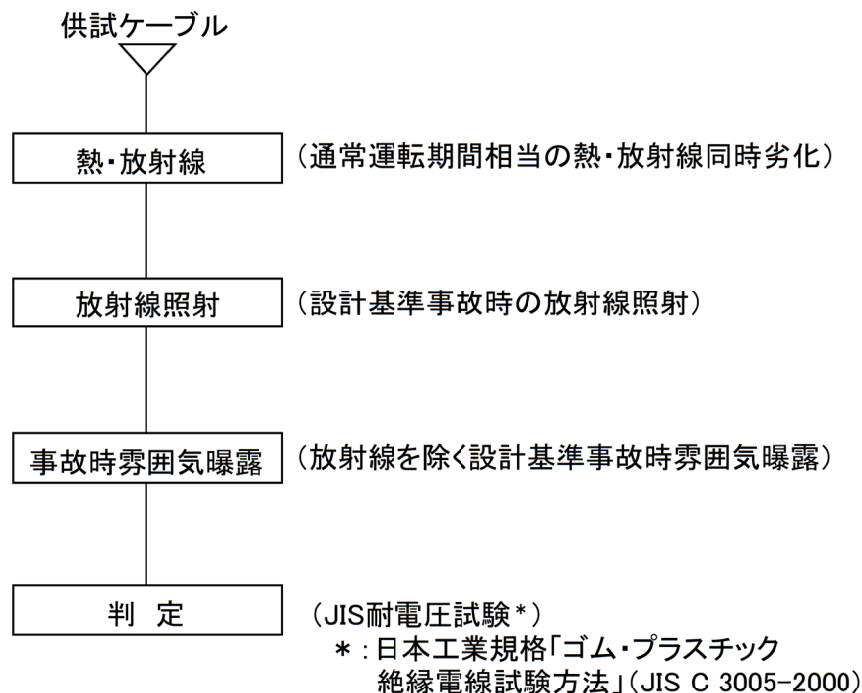 供試ケーブル
熱・放射線
(通常運転期間相当の熱・放射線同時劣化)
放射線照射
(設計基準事故時の放射線照射)
事故時雰囲気曝露
(放射線を除く設計基準事故時雰囲気曝露)
判 定
(JIS耐電圧試験*)
*:日本工業規格「ゴム・プラスチック
絶縁電線試験方法」(JIS C 3005-2000)